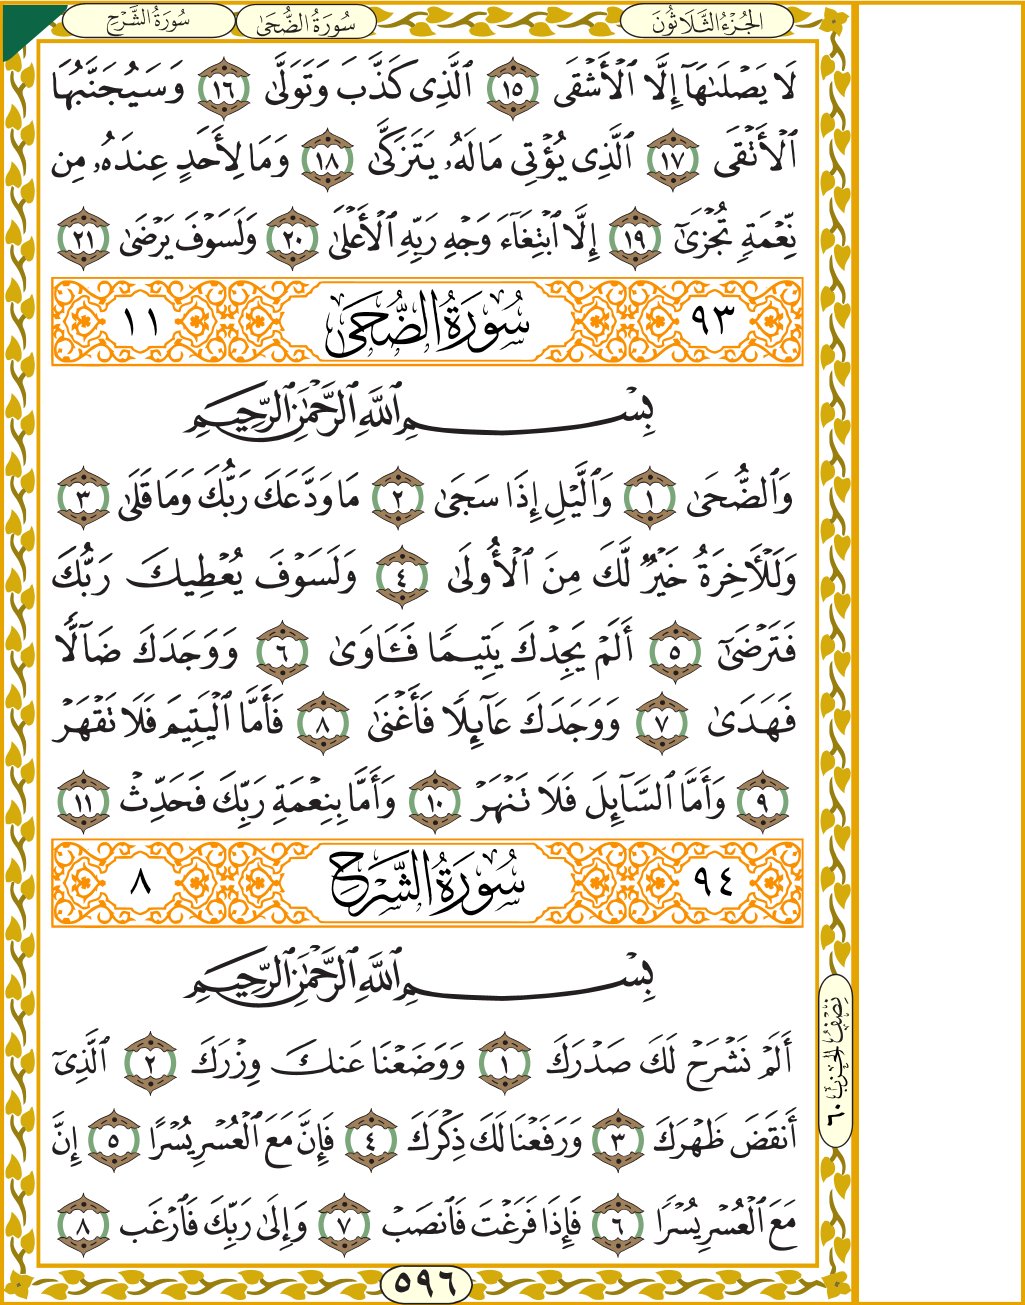 الجُزْءُ الثَّلَاثُونَ سُورَةُ الضُّحَىٰ سُورَةُ الشَّرْحِ
لَا يَصْلَىٰهَآ إِلَّا ٱلْأَشْقَى ١٥ ٱلَّذِى كَذَّبَ وَتَوَلَّىٰ ١٦ وَسَيُجَنَّبُهَا
ٱلْأَتْقَى ١٧ ٱلَّذِى يُؤْتِى مَالَهُۥ يَتَزَكَّىٰ ١٨ وَمَا لِأَحَدٍ عِندَهُۥ مِن
نِّعْمَةٍ تُجْزَىٰٓ ١٩ إِلَّا ٱبْتِغَآءَ وَجْهِ رَبِّهِ ٱلْأَعْلَىٰ ٢٠ وَلَسَوْفَ يَرْضَىٰ ٢١
٩٣ سُورَةُ الضُّحَىٰ ١١
بِسْمِ ٱللَّهِ ٱلرَّحْمَٰنِ ٱلرَّحِيمِ
وَٱلضُّحَىٰ ١ وَٱلَّيْلِ إِذَا سَجَىٰ ٢ مَا وَدَّعَكَ رَبُّكَ وَمَا قَلَىٰ ٣
وَلَلْـَٔاخِرَةُ خَيْرٌ لَّكَ مِنَ ٱلْأُولَىٰ ٤ وَلَسَوْفَ يُعْطِيكَ رَبُّكَ
فَتَرْضَىٰٓ ٥ أَلَمْ يَجِدْكَ يَتِيمًا فَـَٔاوَىٰ ٦ وَوَجَدَكَ ضَآلًّا
فَهَدَىٰ ٧ وَوَجَدَكَ عَآئِلًا فَأَغْنَىٰ ٨ فَأَمَّا ٱلْيَتِيمَ فَلَا تَقْهَرْ
٩ وَأَمَّا ٱلسَّآئِلَ فَلَا تَنْهَرْ ١٠ وَأَمَّا بِنِعْمَةِ رَبِّكَ فَحَدِّثْ ١١
٩٤ سُورَةُ الشَّرْحِ ٨
بِسْمِ ٱللَّهِ ٱلرَّحْمَٰنِ ٱلرَّحِيمِ
أَلَمْ نَشْرَحْ لَكَ صَدْرَكَ ١ وَوَضَعْنَا عَنكَ وِزْرَكَ ٢ ٱلَّذِىٓ
أَنقَضَ ظَهْرَكَ ٣ وَرَفَعْنَا لَكَ ذِكْرَكَ ٤ فَإِنَّ مَعَ ٱلْعُسْرِ يُسْرًا ٥ إِنَّ
مَعَ ٱلْعُسْرِ يُسْرًا ٦ فَإِذَا فَرَغْتَ فَٱنصَبْ ٧ وَإِلَىٰ رَبِّكَ فَٱرْغَب ٨
نِصْفُ الحِزْبِ ٦٠
٥٩٦